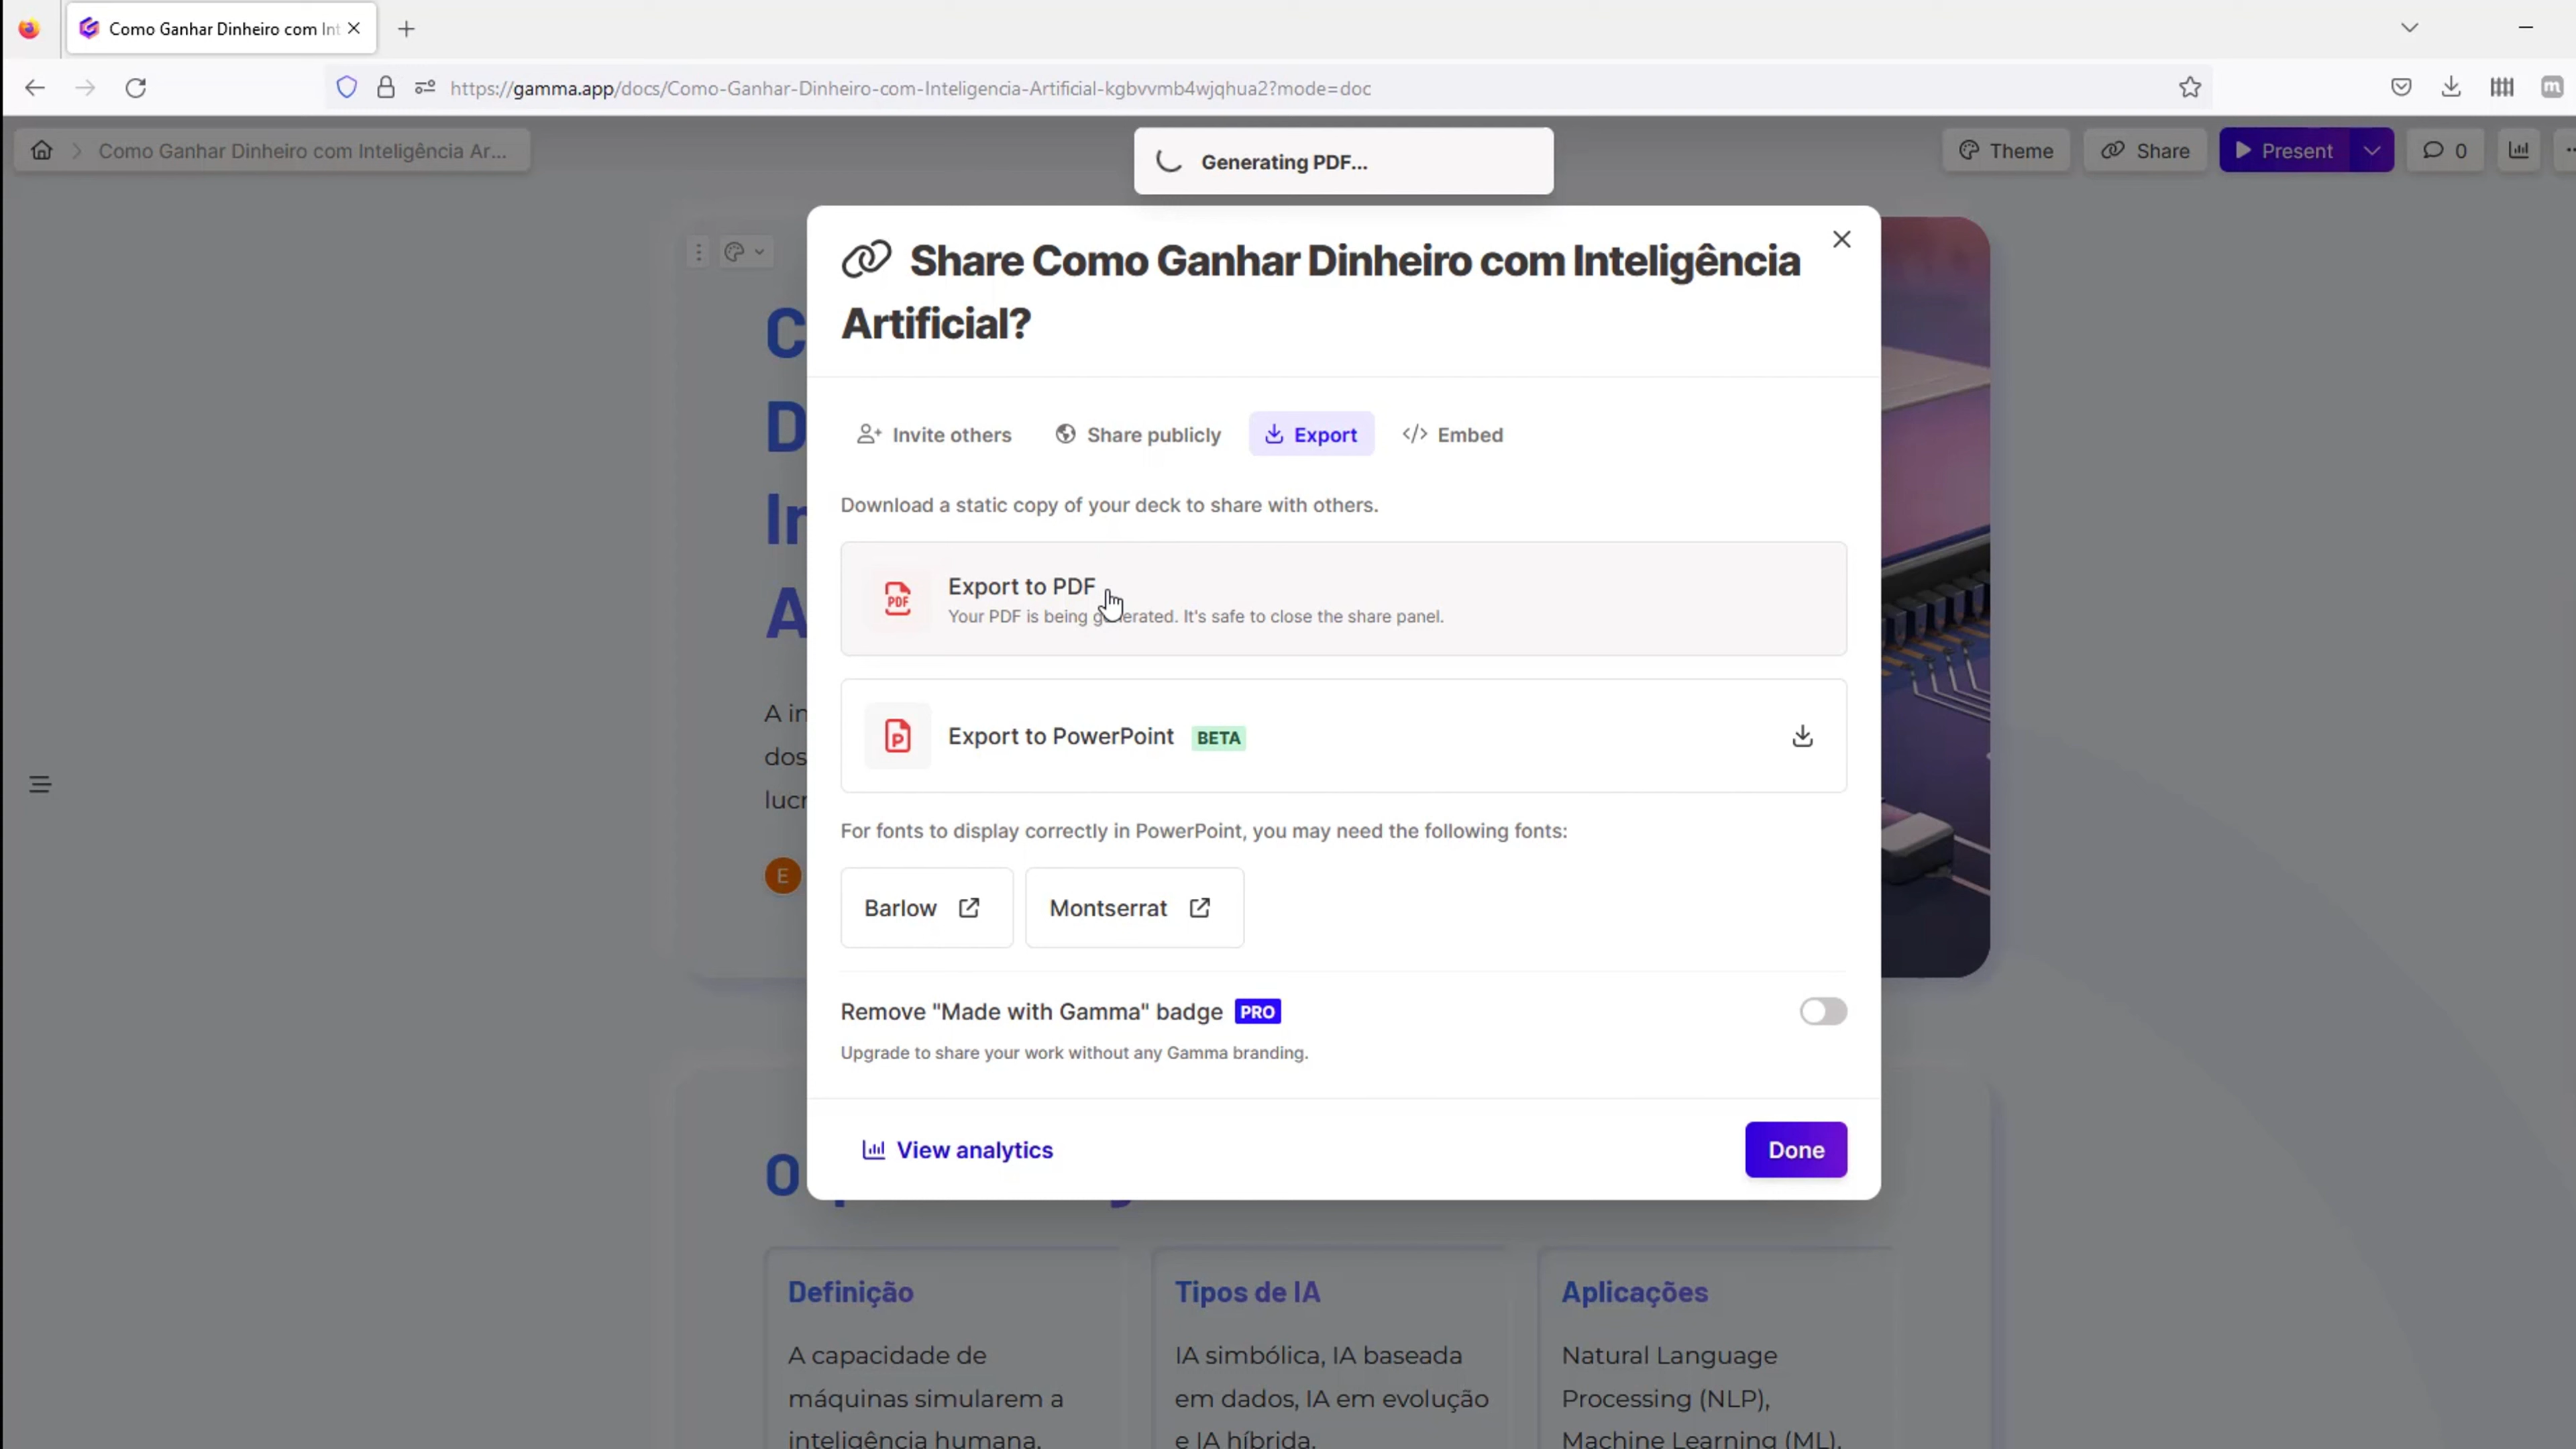 Como Ganhar Dinheiro com Int
https://gamma.app/docs/Como-Ganhar-Dinheiro-com-Inteligencia-Artificial-kgbvvmb4wjqhua2?mode=doc
Como Ganhar Dinheiro com Inteligência Ar...
Generating PDF...
Theme
Share
Present
0
Share Como Ganhar Dinheiro com Inteligência
Artificial?
Invite others
Share publicly
Export
Embed
Download a static copy of your deck to share with others.
PDF
Export to PDF
Your PDF is being generated. It's safe to close the share panel.
P
Export to PowerPoint BETA
For fonts to display correctly in PowerPoint, you may need the following fonts:
Barlow
Montserrat
Remove "Made with Gamma" badge PRO
Upgrade to share your work without any Gamma branding.
View analytics
Done
C
D
In
A
A in
dos
lucr
E
O
Definição
A capacidade de
máquinas simularem a
inteligência humana.
Tipos de IA
IA simbólica, IA baseada
em dados, IA em evolução
e IA híbrida.
Aplicações
Natural Language
Processing (NLP),
Machine Learning (ML),